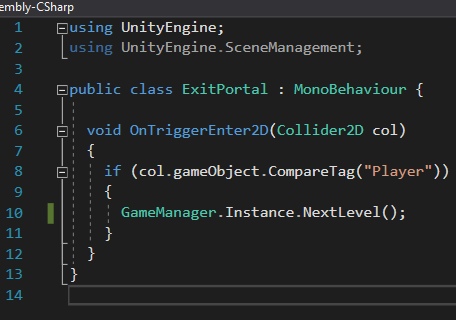 embly-CSharp
1 using UnityEngine;
2 using UnityEngine.SceneManagement;
3
4 public class ExitPortal : MonoBehaviour {
5
6 void OnTriggerEnter2D(Collider2D col)
7 {
8 if (col.gameObject.CompareTag("Player"))
9 {
10 GameManager.Instance.NextLevel();
11 }
12 }
13 }
14